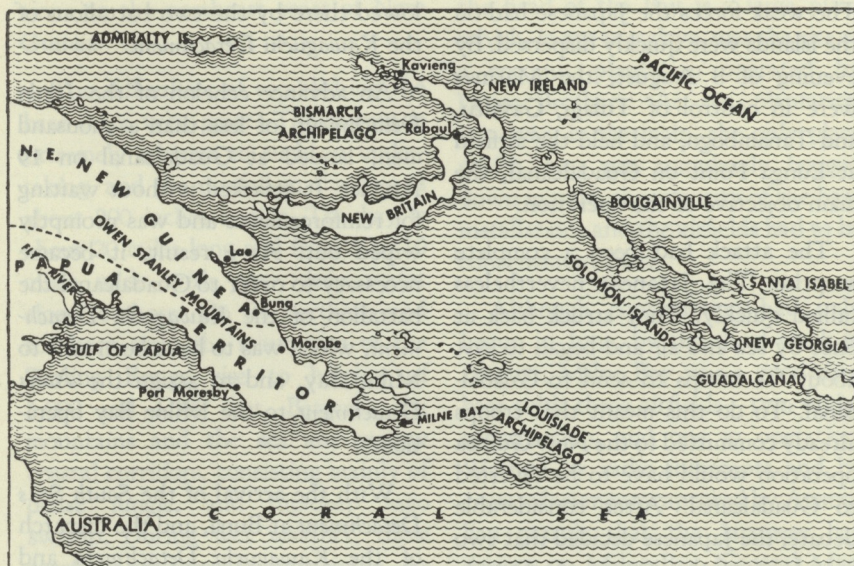 ADMIRALTY IS.
Kavieng
NEW IRELAND
PACIFIC OCEAN
BISMARCK
ARCHIPELAGO
Rabaul
N.E. NEW GUINEA
NEW BRITAIN
BOUGAINVILLE
OWEN STANLEY MOUNTAINS
Lae
SOLOMON ISLANDS
SANTA ISABEL
PAPUA TERRITORY
FLY RIVER
Buna
GULF OF PAPUA
Morobe
NEW GEORGIA
GUADALCANAL
Port Moresby
MILNE BAY
LOUISIADE
ARCHIPELAGO
AUSTRALIA
CORAL SEA